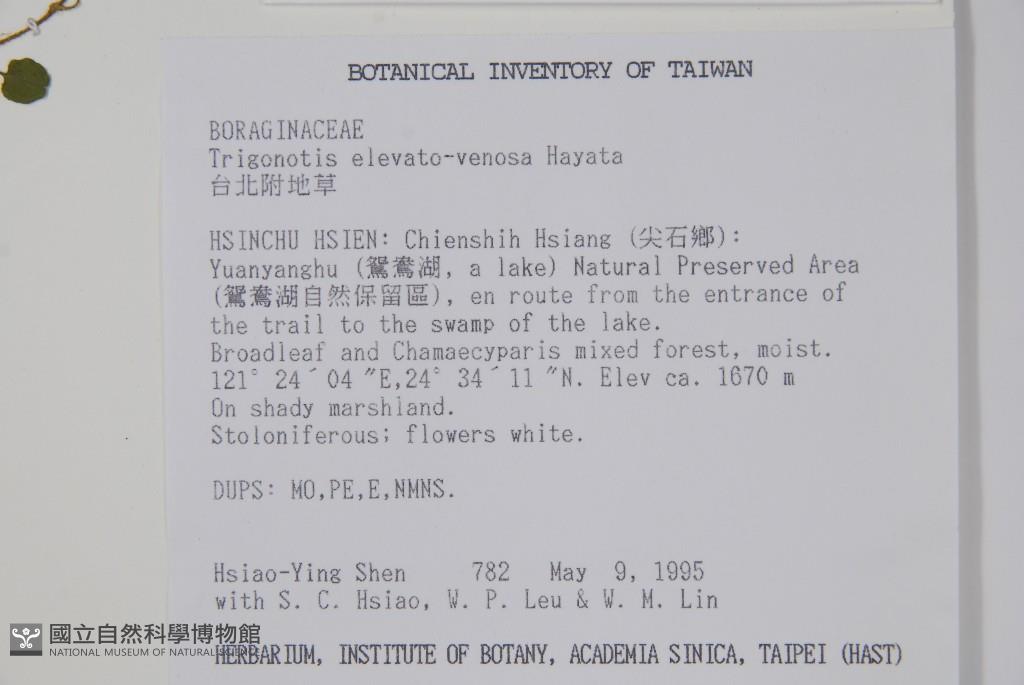 BOTANICAL INVENTORY OF TAIWAN
BORAGINACEAE
Trigonotis elevato-venosa Hayata
台北附地草
HSINCHU HSIEN: Chienshih Hsiang (尖石鄉):
Yuanyanghu (鴛鴦湖, a lake) Natural Preserved Area
(鴛鴦湖自然保留區), en route from the entrance of
the trail to the swamp of the lake.
Broadleaf and Chamaecyparis mixed forest, moist.
121° 24´ 04 ″E,24° 34´ 11 ″N. Elev ca. 1670 m
On shady marshland.
Stoloniferous; flowers white.
DUPS: MO,PE,E,NMNS.
Hsiao-Ying Shen 782 May 9, 1995
with S. C. Hsiao, W. P. Leu & W. M. Lin
國立自然科學博物館
NATIONAL MUSEUM OF NATURAL SCIENCE
HERBARIUM, INSTITUTE OF BOTANY, ACADEMIA SINICA, TAIPEI (HAST)